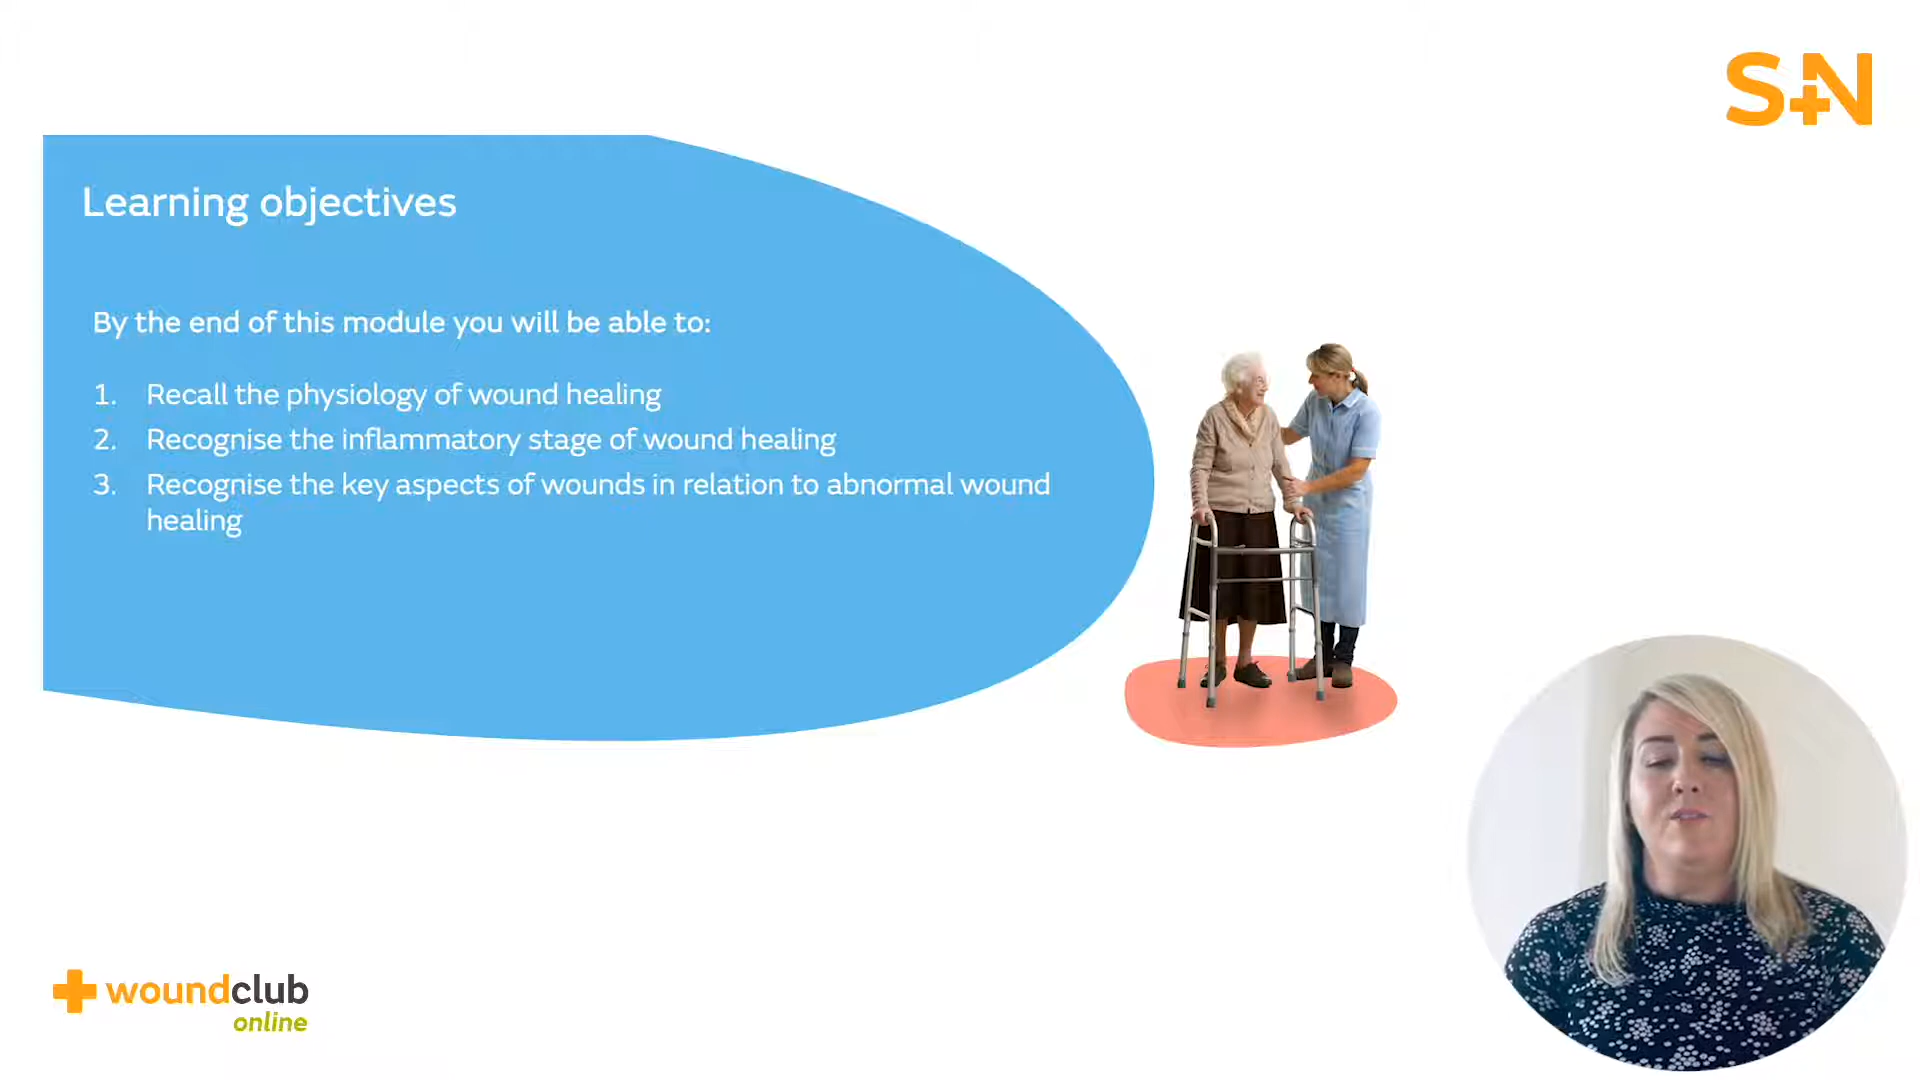 S+N
Learning objectives
By the end of this module you will be able to:
1. Recall the physiology of wound healing
2. Recognise the inflammatory stage of wound healing
3. Recognise the key aspects of wounds in relation to abnormal wound
healing
woundclub
online